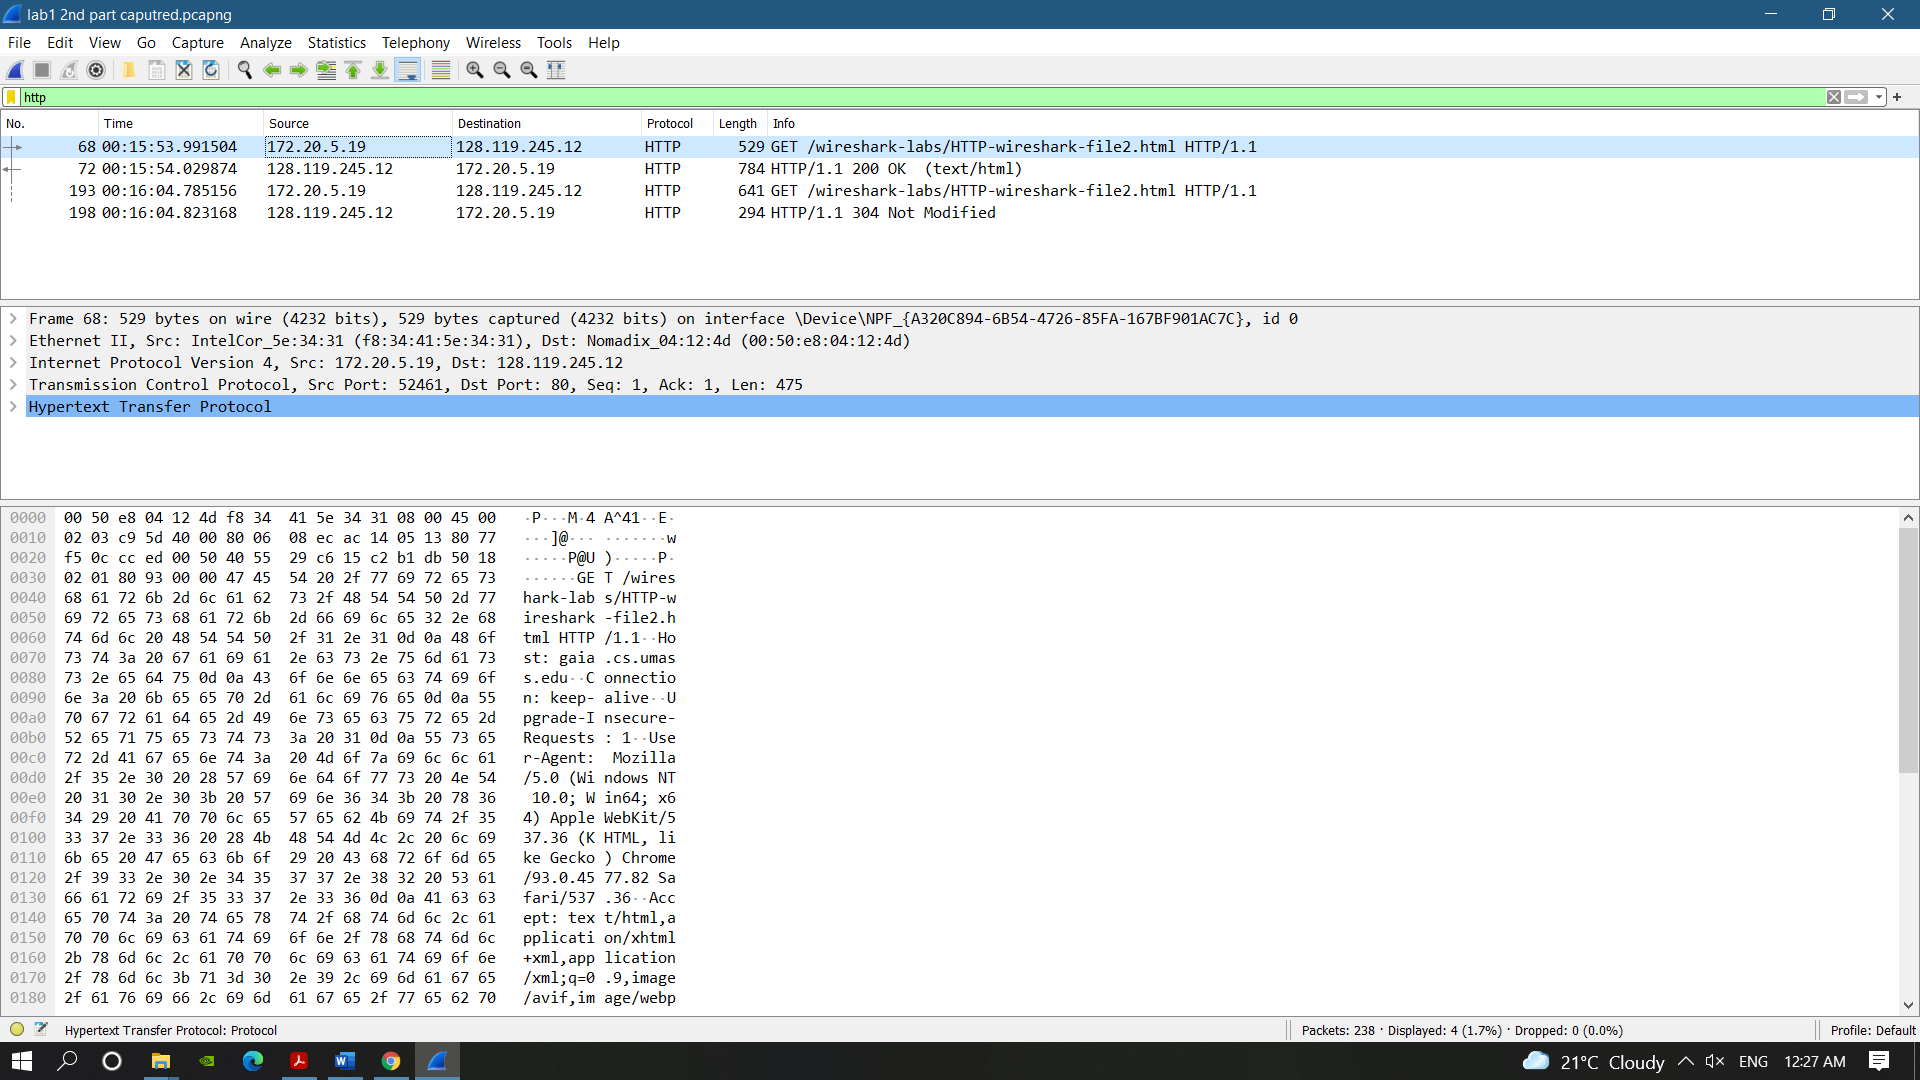 lab1 2nd part caputred.pcapng
File Edit View Go Capture Analyze Statistics Telephony Wireless Tools Help
http
No. Time Source Destination Protocol Length Info
68 00:15:53.991504 172.20.5.19 128.119.245.12 HTTP 529 GET /wireshark-labs/HTTP-wireshark-file2.html HTTP/1.1
72 00:15:54.029874 128.119.245.12 172.20.5.19 HTTP 784 HTTP/1.1 200 OK  (text/html)
193 00:16:04.785156 172.20.5.19 128.119.245.12 HTTP 641 GET /wireshark-labs/HTTP-wireshark-file2.html HTTP/1.1
198 00:16:04.823168 128.119.245.12 172.20.5.19 HTTP 294 HTTP/1.1 304 Not Modified
Frame 68: 529 bytes on wire (4232 bits), 529 bytes captured (4232 bits) on interface \Device\NPF_{A320C894-6B54-4726-85FA-167BF901AC7C}, id 0
Ethernet II, Src: IntelCor_5e:34:31 (f8:34:41:5e:34:31), Dst: Nomadix_04:12:4d (00:50:e8:04:12:4d)
Internet Protocol Version 4, Src: 172.20.5.19, Dst: 128.119.245.12
Transmission Control Protocol, Src Port: 52461, Dst Port: 80, Seq: 1, Ack: 1, Len: 475
Hypertext Transfer Protocol
0000 00 50 e8 04 12 4d f8 34 41 5e 34 31 08 00 45 00 ·P···M·4 A^41··E·
0010 02 03 c9 5d 40 00 80 06 08 ec ac 14 05 13 80 77 ···]@··· ·······w
0020 f5 0c cc ed 00 50 40 55 29 c6 15 c2 b1 db 50 18 ·····P@U )·····P·
0030 02 01 80 93 00 00 47 45 54 20 2f 77 69 72 65 73 ······GE T /wires
0040 68 61 72 6b 2d 6c 61 62 73 2f 48 54 54 50 2d 77 hark-lab s/HTTP-w
0050 69 72 65 73 68 61 72 6b 2d 66 69 6c 65 32 2e 68 ireshark -file2.h
0060 74 6d 6c 20 48 54 54 50 2f 31 2e 31 0d 0a 48 6f tml HTTP /1.1··Ho
0070 73 74 3a 20 67 61 69 61 2e 63 73 2e 75 6d 61 73 st: gaia .cs.umas
0080 73 2e 65 64 75 0d 0a 43 6f 6e 6e 65 63 74 69 6f s.edu··C onnectio
0090 6e 3a 20 6b 65 65 70 2d 61 6c 69 76 65 0d 0a 55 n: keep- alive··U
00a0 70 67 72 61 64 65 2d 49 6e 73 65 63 75 72 65 2d pgrade-I nsecure-
00b0 52 65 71 75 65 73 74 73 3a 20 31 0d 0a 55 73 65 Requests : 1··Use
00c0 72 2d 41 67 65 6e 74 3a 20 4d 6f 7a 69 6c 6c 61 r-Agent:  Mozilla
00d0 2f 35 2e 30 20 28 57 69 6e 64 6f 77 73 20 4e 54 /5.0 (Wi ndows NT
00e0 20 31 30 2e 30 3b 20 57 69 6e 36 34 3b 20 78 36  10.0; W in64; x6
00f0 34 29 20 41 70 70 6c 65 57 65 62 4b 69 74 2f 35 4) Apple WebKit/5
0100 33 37 2e 33 36 20 28 4b 48 54 4d 4c 2c 20 6c 69 37.36 (K HTML, li
0110 6b 65 20 47 65 63 6b 6f 29 20 43 68 72 6f 6d 65 ke Gecko ) Chrome
0120 2f 39 33 2e 30 2e 34 35 37 37 2e 38 32 20 53 61 /93.0.45 77.82 Sa
0130 66 61 72 69 2f 35 33 37 2e 33 36 0d 0a 41 63 63 fari/537 .36··Acc
0140 65 70 74 3a 20 74 65 78 74 2f 68 74 6d 6c 2c 61 ept: tex t/html,a
0150 70 70 6c 69 63 61 74 69 6f 6e 2f 78 68 74 6d 6c pplicati on/xhtml
0160 2b 78 6d 6c 2c 61 70 70 6c 69 63 61 74 69 6f 6e +xml,app lication
0170 2f 78 6d 6c 3b 71 3d 30 2e 39 2c 69 6d 61 67 65 /xml;q=0 .9,image
0180 2f 61 76 69 66 2c 69 6d 61 67 65 2f 77 65 62 70 /avif,im age/webp
Hypertext Transfer Protocol: Protocol Packets: 238 · Displayed: 4 (1.7%) · Dropped: 0 (0.0%) Profile: Default
21°C Cloudy ENG 12:27 AM